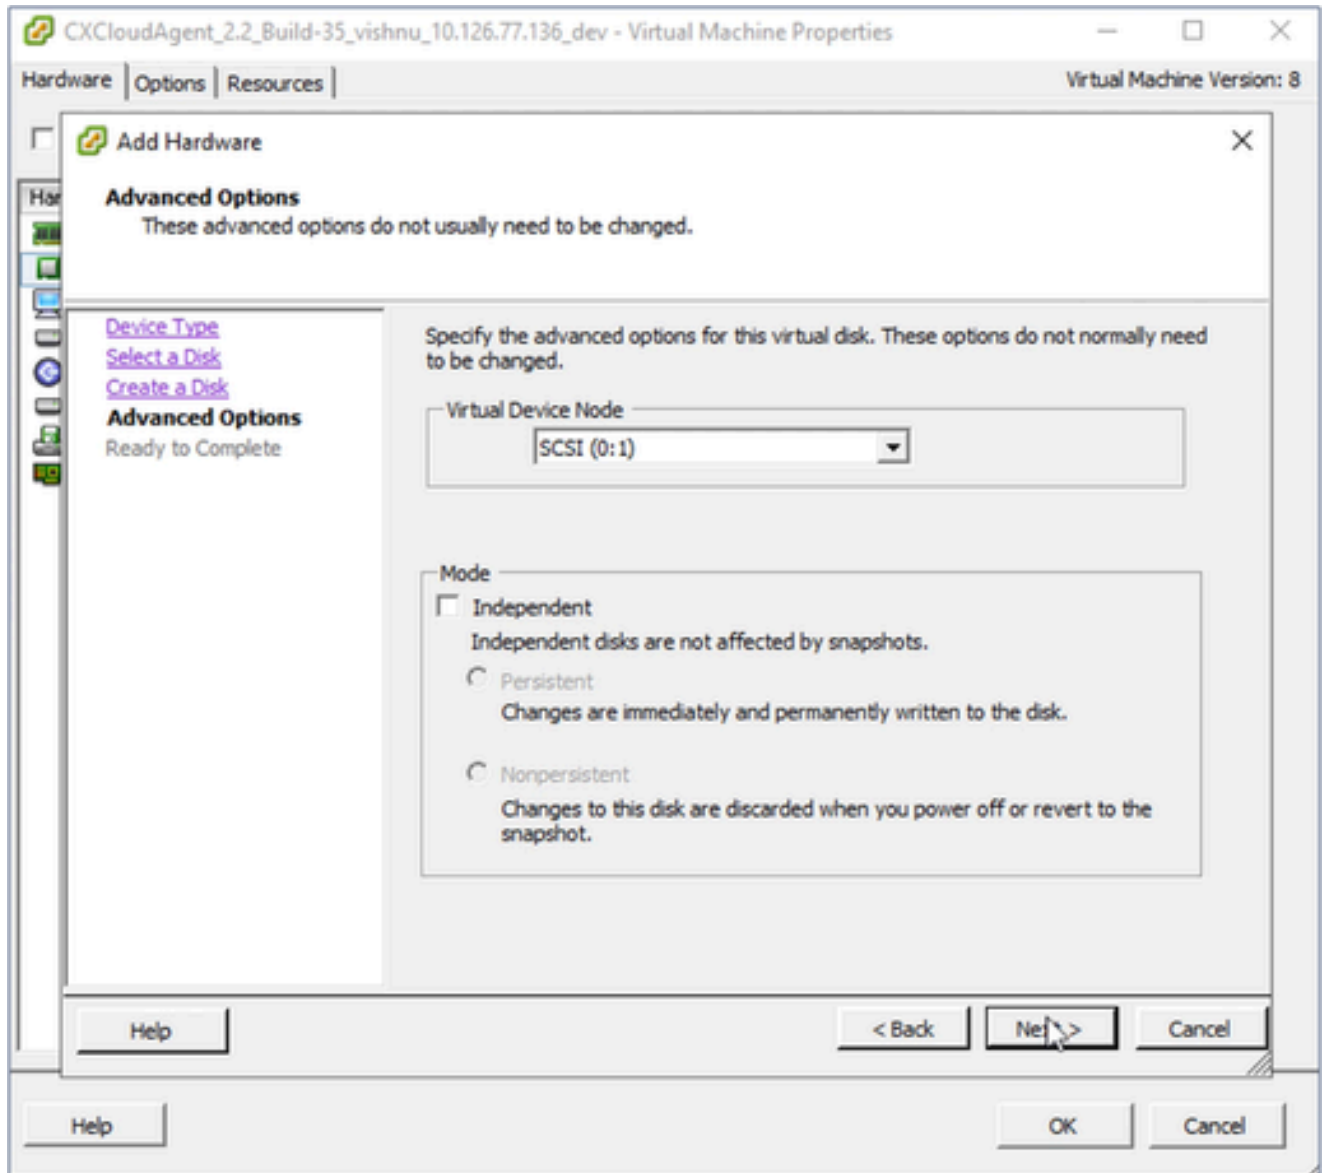 CXCloudAgent_2.2_Build-35_vishnu_10.126.77.136_dev - Virtual Machine Properties
Hardware Options Resources Virtual Machine Version: 8
Add Hardware
Har
Advanced Options
These advanced options do not usually need to be changed.
Device Type
Select a Disk
Create a Disk
Advanced Options
Ready to Complete
Specify the advanced options for this virtual disk. These options do not normally need
to be changed.
Virtual Device Node
SCSI (0:1)
Mode
Independent
Independent disks are not affected by snapshots.
Persistent
Changes are immediately and permanently written to the disk.
Nonpersistent
Changes to this disk are discarded when you power off or revert to the
snapshot.
Help < Back Next > Cancel
Help OK Cancel